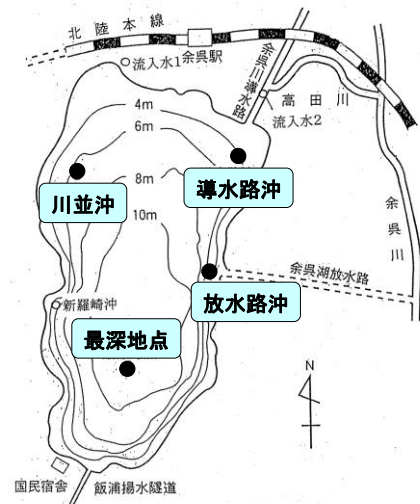 北陸本線
余呉駅
流入水1
余呉川導水路
高田川
流入水2
4m
6m
8m
10m
川並沖
導水路沖
余呉川
余呉湖放水路
放水路沖
新羅崎沖
最深地点
N
国民宿舎
飯浦揚水隧道